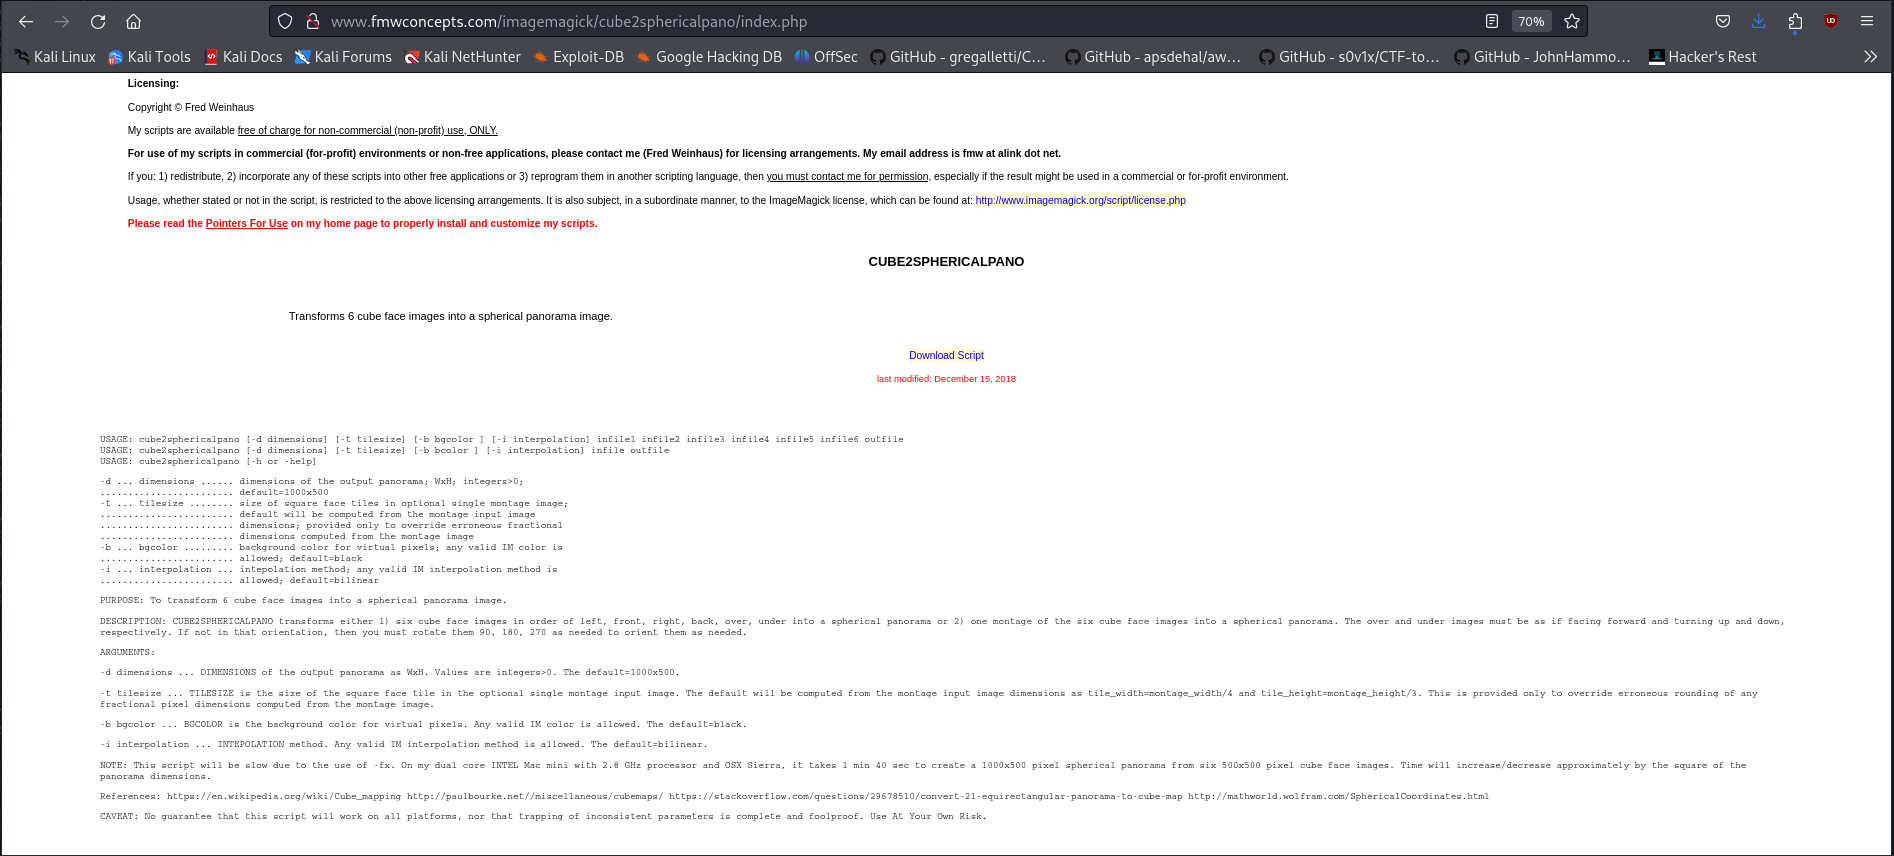 www.fmwconcepts.com/imagemagick/cube2sphericalpano/index.php
70%
Kali Linux Kali Tools Kali Docs Kali Forums Kali NetHunter Exploit-DB Google Hacking DB OffSec GitHub - gregalletti/C... GitHub - apsdehal/aw... GitHub - s0v1x/CTF-to... GitHub - JohnHammo... Hacker's Rest
Licensing:
Copyright © Fred Weinhaus
My scripts are available free of charge for non-commercial (non-profit) use, ONLY.
For use of my scripts in commercial (for-profit) environments or non-free applications, please contact me (Fred Weinhaus) for licensing arrangements. My email address is fmw at alink dot net.
If you: 1) redistribute, 2) incorporate any of these scripts into other free applications or 3) reprogram them in another scripting language, then you must contact me for permission, especially if the result might be used in a commercial or for-profit environment.
Usage, whether stated or not in the script, is restricted to the above licensing arrangements. It is also subject, in a subordinate manner, to the ImageMagick license, which can be found at: http://www.imagemagick.org/script/license.php
Please read the Pointers For Use on my home page to properly install and customize my scripts.
CUBE2SPHERICALPANO
Transforms 6 cube face images into a spherical panorama image.
Download Script
last modified: December 15, 2018
USAGE: cube2sphericalpano [-d dimensions] [-t tilesize] [-b bgcolor ] [-i interpolation] infile1 infile2 infile3 infile4 infile5 infile6 outfile
USAGE: cube2sphericalpano [-d dimensions] [-t tilesize] [-b bcolor ] [-i interpolation] infile outfile
USAGE: cube2sphericalpano [-h or -help]
-d ... dimensions ...... dimensions of the output panorama; WxH; integers>0;
........................ default=1000x500
-t ... tilesize ........ size of square face tiles in optional single montage image;
........................ default will be computed from the montage input image
........................ dimensions; provided only to override erroneous fractional
........................ dimensions computed from the montage image
-b ... bgcolor ......... background color for virtual pixels; any valid IM color is
........................ allowed; default=black
-i ... interpolation ... intepolation method; any valid IM interpolation method is
........................ allowed; default=bilinear
PURPOSE: To transform 6 cube face images into a spherical panorama image.
DESCRIPTION: CUBE2SPHERICALPANO transforms either 1) six cube face images in order of left, front, right, back, over, under into a spherical panorama or 2) one montage of the six cube face images into a spherical panorama. The over and under images must be as if facing forward and turning up and down,
respectively. If not in that orientation, then you must rotate them 90, 180, 270 as needed to orient them as needed.
ARGUMENTS:
-d dimensions ... DIMENSIONS of the output panorama as WxH. Values are integers>0. The default=1000x500.
-t tilesize ... TILESIZE is the size of the square face tile in the optional single montage input image. The default will be computed from the montage input image dimensions as tile_width=montage_width/4 and tile_height=montage_height/3. This is provided only to override erroneous rounding of any
fractional pixel dimensions computed from the montage image.
-b bgcolor ... BGCOLOR is the background color for virtual pixels. Any valid IM color is allowed. The default=black.
-i interpolation ... INTEPOLATION method. Any valid IM interpolation method is allowed. The default=bilinear.
NOTE: This script will be slow due to the use of -fx. On my dual core INTEL Mac mini with 2.8 GHz processor and OSX Sierra, it takes 1 min 40 sec to create a 1000x500 pixel spherical panorama from six 500x500 pixel cube face images. Time will increase/decrease approximately by the square of the
panorama dimensions.
References: https://en.wikipedia.org/wiki/Cube_mapping http://paulbourke.net//miscellaneous/cubemaps/ https://stackoverflow.com/questions/29678510/convert-21-equirectangular-panorama-to-cube-map http://mathworld.wolfram.com/SphericalCoordinates.html
CAVEAT: No guarantee that this script will work on all platforms, nor that trapping of inconsistent parameters is complete and foolproof. Use At Your Own Risk.